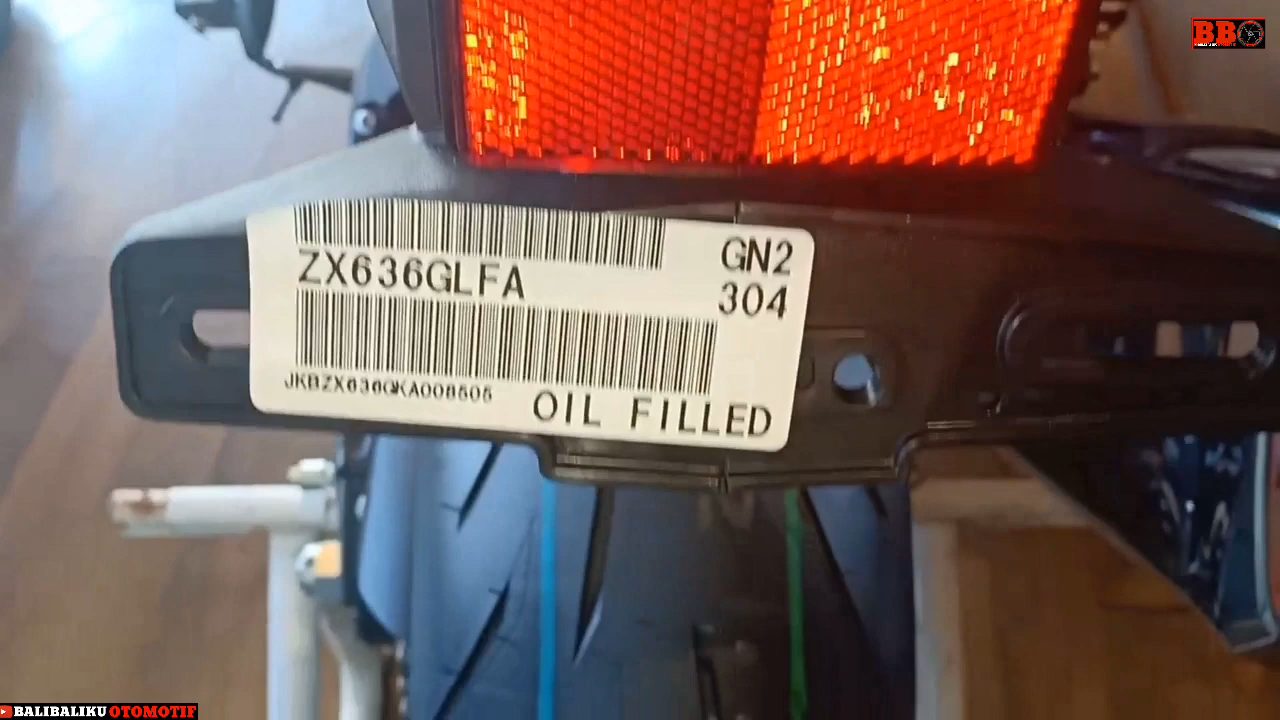 BB
GN2
ZX636GLFA
304
JKBZX636GKA008505
OIL FILLED
BALIBALIKU OTOMOTIF